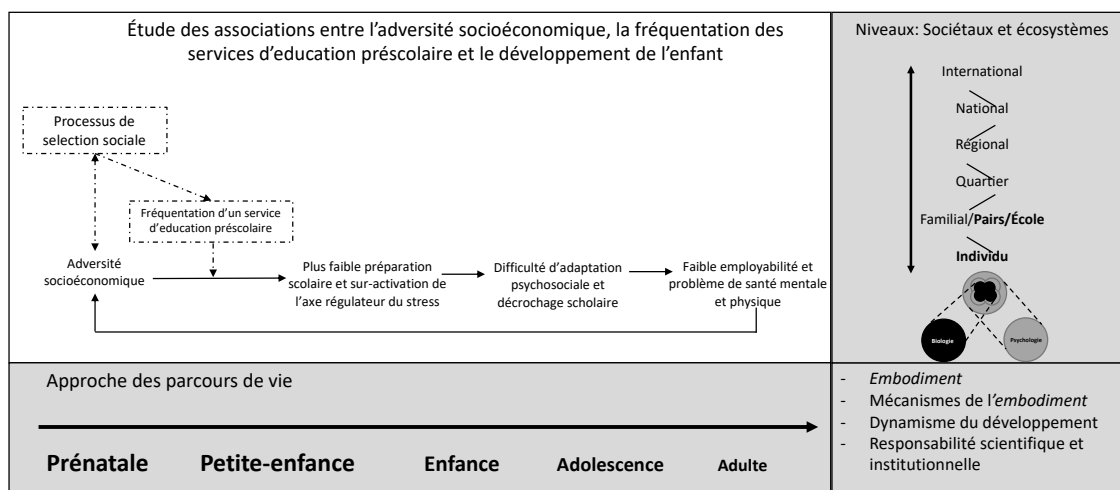 Étude des associations entre l'adversité socioéconomique, la fréquentation des
services d'education préscolaire et le développement de l'enfant
Processus de
selection sociale
Fréquentation d'un service
d'education préscolaire
Adversité
socioéconomique
Plus faible préparation
scolaire et sur-activation de
l'axe régulateur du stress
Difficulté d'adaptation
psychosociale et
décrochage scholaire
Faible employabilité et
problème de santé mentale
et physique
Niveaux: Sociétaux et écosystèmes
International
National
Régional
Quartier
Familial/Pairs/École
Individu
Biologie
Psychologie
Approche des parcours de vie
Prénatale
Petite-enfance
Enfance
Adolescence
Adulte
- Embodiment
- Mécanismes de l'embodiment
- Dynamisme du développement
- Responsabilité scientifique et
institutionnelle